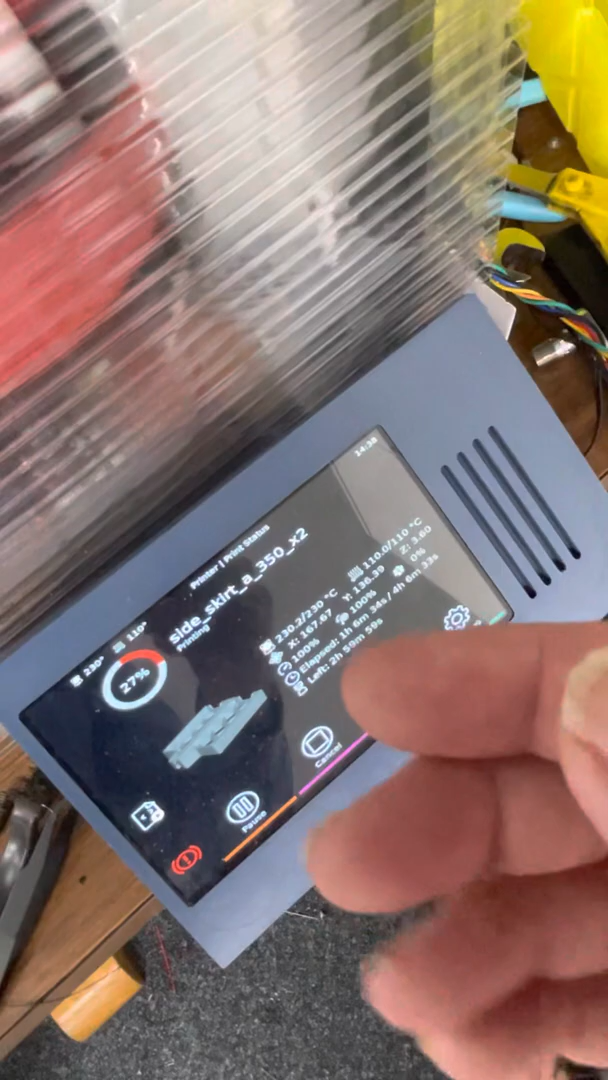 14:38
Printer | Print Status
230° 110°
side_skirt_a_350_x2
Printing
27%
230.2/230 °C 110.0/110 °C
X: 167.67 Y: 136.39 Z: 3.60
100% 100% 0%
Elapsed: 1h 6m 34s / 4h 6m 33s
Left: 2h 50m 59s
Pause
Cancel